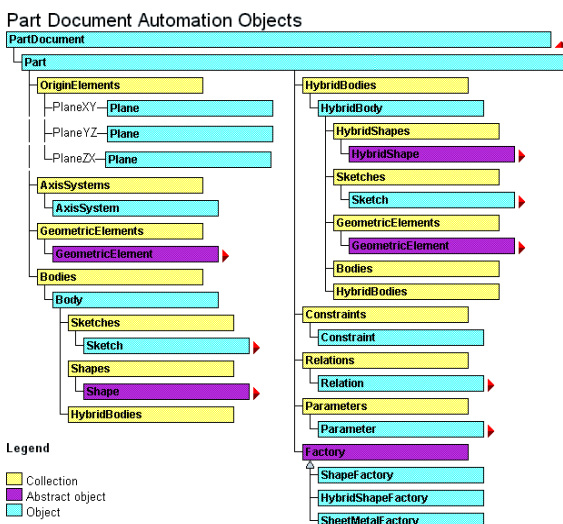 Part Document Automation Objects
PartDocument
Part
OriginElements
PlaneXY
Plane
PlaneYZ
Plane
PlaneZX
Plane
AxisSystems
AxisSystem
GeometricElements
GeometricElement
Bodies
Body
Sketches
Sketch
Shapes
Shape
HybridBodies
HybridBodies
HybridBody
HybridShapes
HybridShape
Sketches
Sketch
GeometricElements
GeometricElement
Bodies
HybridBodies
Constraints
Constraint
Relations
Relation
Parameters
Parameter
Factory
ShapeFactory
HybridShapeFactory
SheetMetalFactory
Legend
Collection
Abstract object
Object